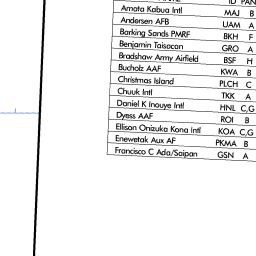 ID PAN
Amata Kabua Intl MAJ B
Andersen AFB UAM A
Barking Sands PMRF BKH F
Benjamin Taisacan GRO A
Bradshaw Army Airfield BSF H
Bucholz AAF KWA B
Christmas Island PLCH C
Chuuk Intl TKK A
Daniel K Inouye Intl HNL C,G
Dyess AAF ROI B
Ellison Onizuka Kona Intl KOA C,G
Enewetak Aux AF PKMA B
Francisco C Ada/Saipan GSN A